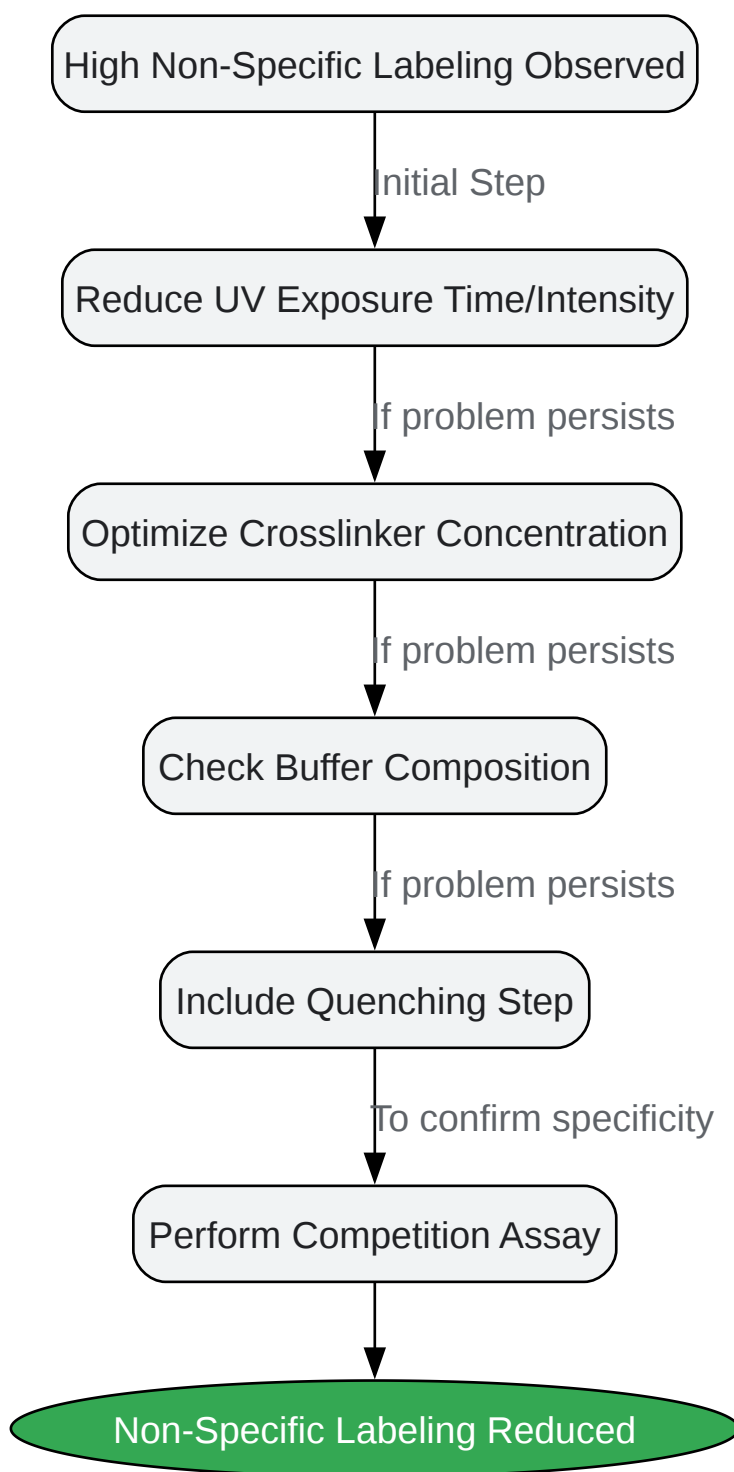 High Non-Specific Labeling Observed
Initial Step
Reduce UV Exposure Time/Intensity
If problem persists
Optimize Crosslinker Concentration
If problem persists
Check Buffer Composition
If problem persists
Include Quenching Step
To confirm specificity
Perform Competition Assay
Non-Specific Labeling Reduced